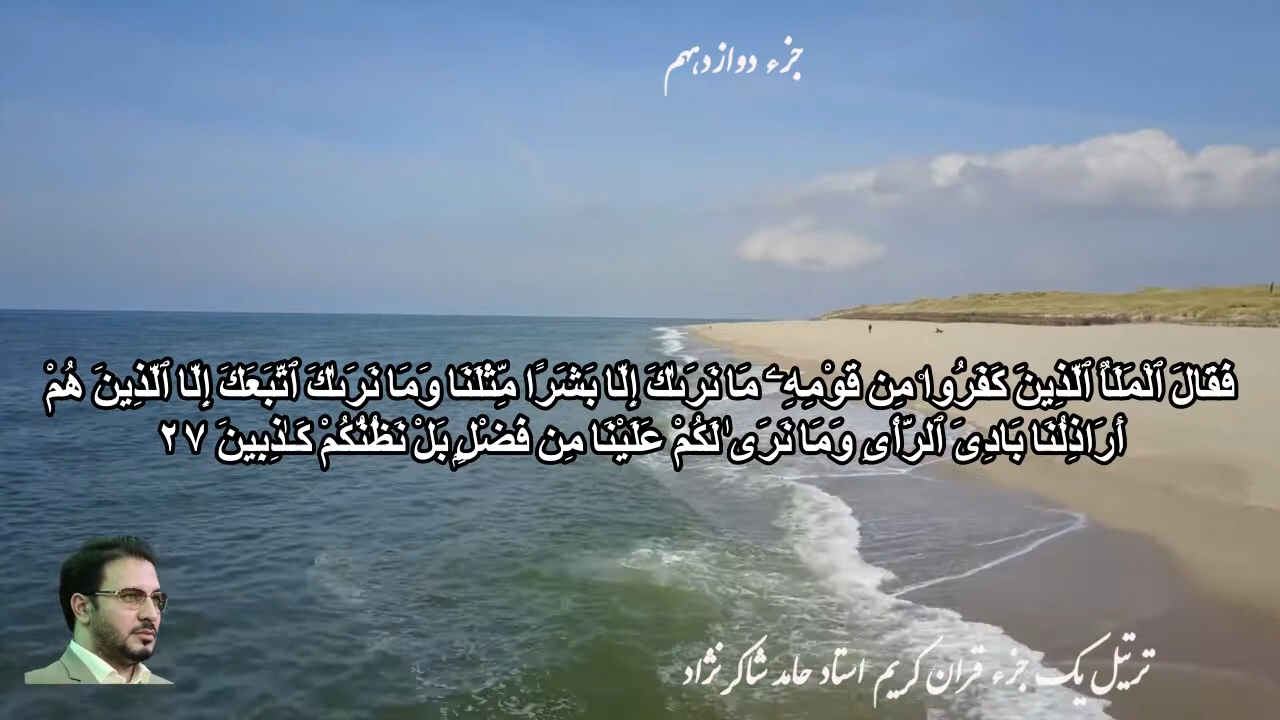 جزء دوازدهم
فَقَالَ ٱلْمَلَأُ ٱلَّذِينَ كَفَرُوا۟ مِن قَوْمِهِۦ مَا نَرَىٰكَ إِلَّا بَشَرًا مِّثْلَنَا وَمَا نَرَىٰكَ ٱتَّبَعَكَ إِلَّا ٱلَّذِينَ هُمْ
أَرَاذِلُنَا بَادِىَ ٱلرَّأْىِ وَمَا نَرَىٰ لَكُمْ عَلَيْنَا مِن فَضْلٍۭ بَلْ نَظُنُّكُمْ كَـٰذِبِينَ ٢٧
ترتیل یک جزء قران کریم استاد حامد شاکرنژاد